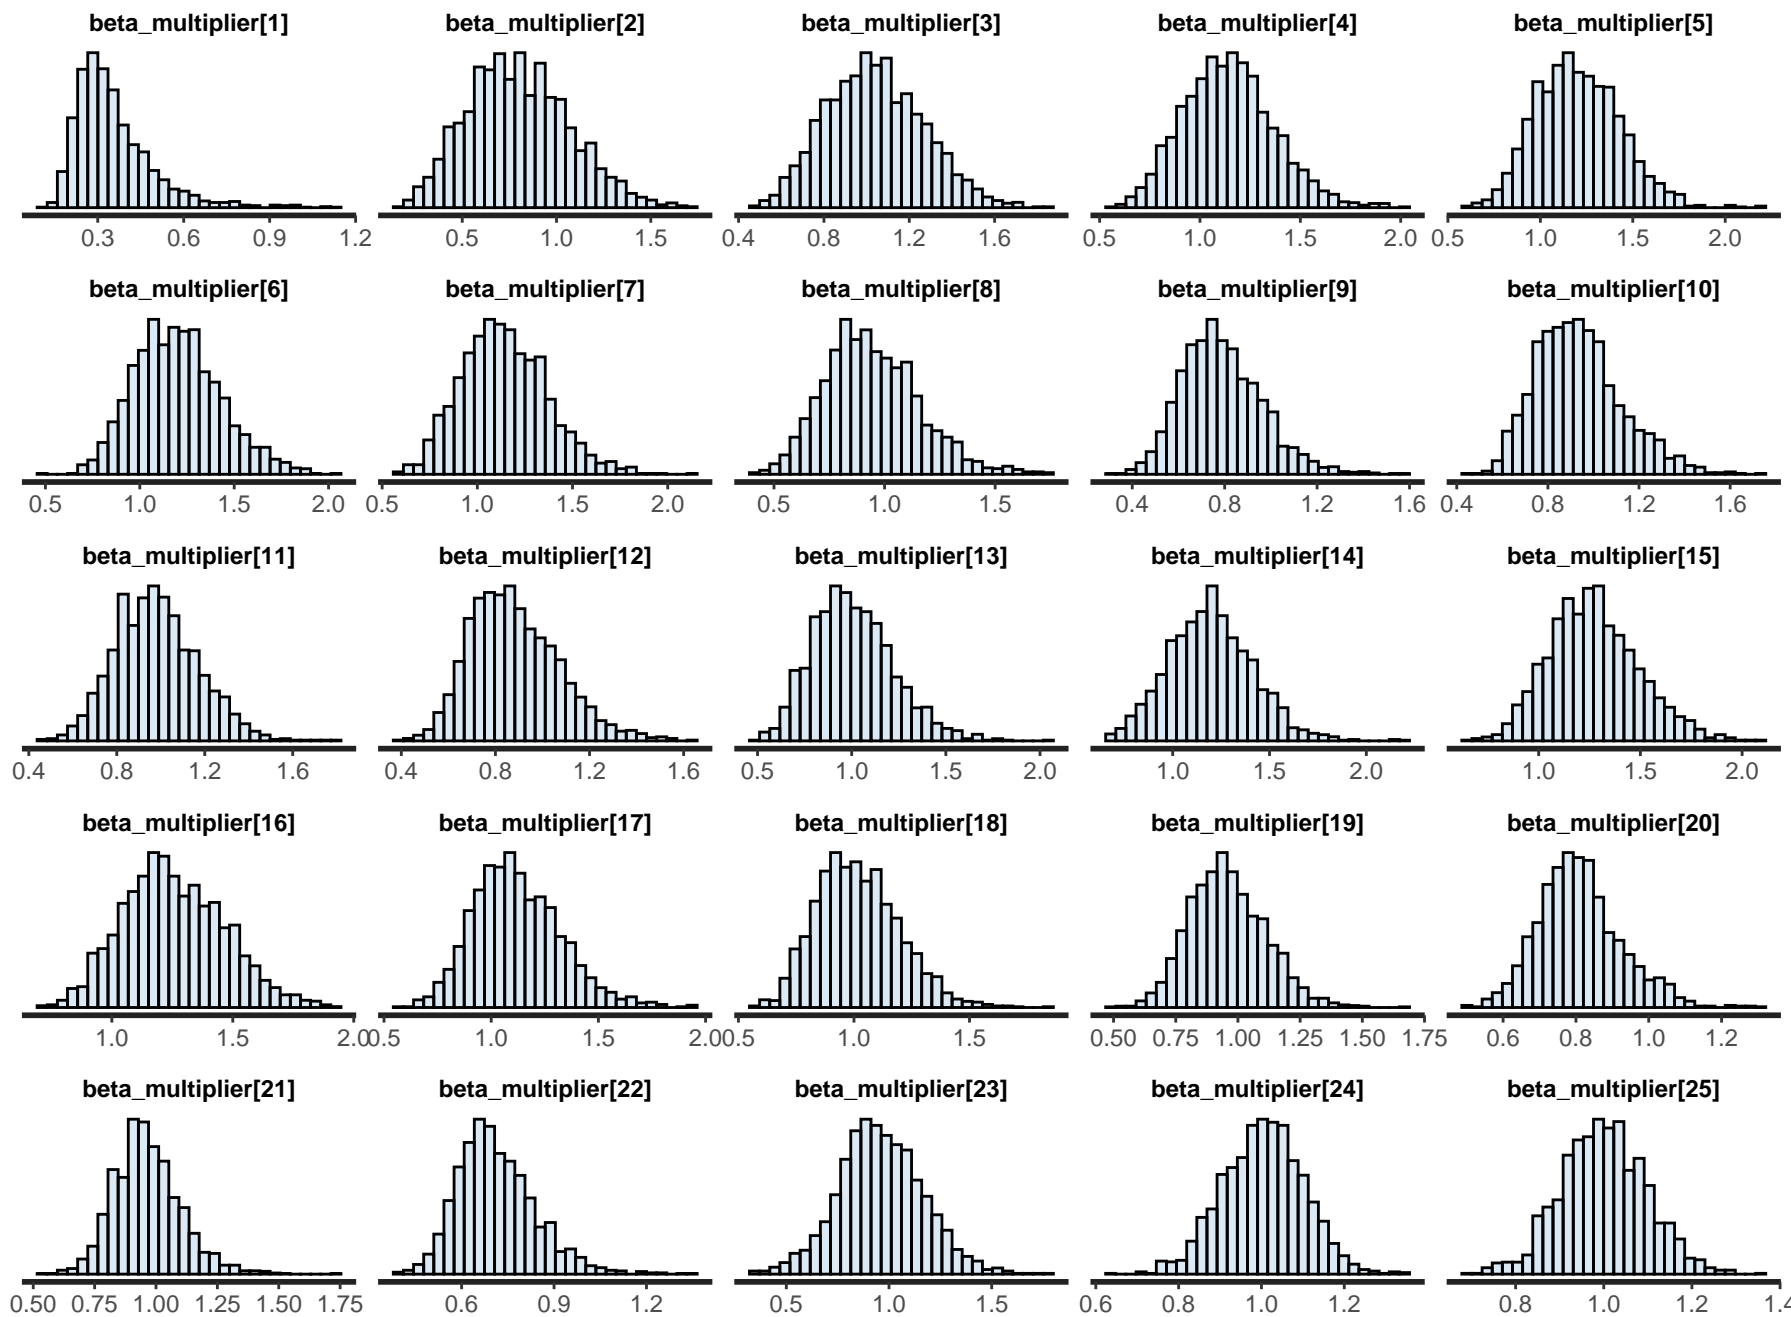 beta_multiplier[1] beta_multiplier[2] beta_multiplier[3] beta_multiplier[4] beta_multiplier[5]
0.3 0.6 0.9 1.2 0.5 1.0 1.5 0.4 0.8 1.2 1.6 0.5 1.0 1.5 2.0 0.5 1.0 1.5 2.0
beta_multiplier[6] beta_multiplier[7] beta_multiplier[8] beta_multiplier[9] beta_multiplier[10]
0.5 1.0 1.5 2.0 0.5 1.0 1.5 2.0 0.5 1.0 1.5 0.4 0.8 1.2 1.6 0.4 0.8 1.2 1.6
beta_multiplier[11] beta_multiplier[12] beta_multiplier[13] beta_multiplier[14] beta_multiplier[15]
0.4 0.8 1.2 1.6 0.4 0.8 1.2 1.6 0.5 1.0 1.5 2.0 1.0 1.5 2.0 1.0 1.5 2.0
beta_multiplier[16] beta_multiplier[17] beta_multiplier[18] beta_multiplier[19] beta_multiplier[20]
1.0 1.5 2.0 0.5 1.0 1.5 2.0 0.5 1.0 1.5 0.50 0.75 1.00 1.25 1.50 1.75 0.6 0.8 1.0 1.2
beta_multiplier[21] beta_multiplier[22] beta_multiplier[23] beta_multiplier[24] beta_multiplier[25]
0.50 0.75 1.00 1.25 1.50 1.75 0.6 0.9 1.2 0.5 1.0 1.5 0.6 0.8 1.0 1.2 0.8 1.0 1.2 1.4